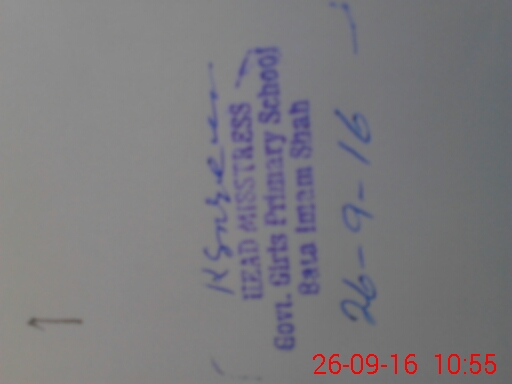 HEAD MISSTRESS
Govt. Girls Primary School
Bata Imam Shah
26-9-16
26-09-16 10:55